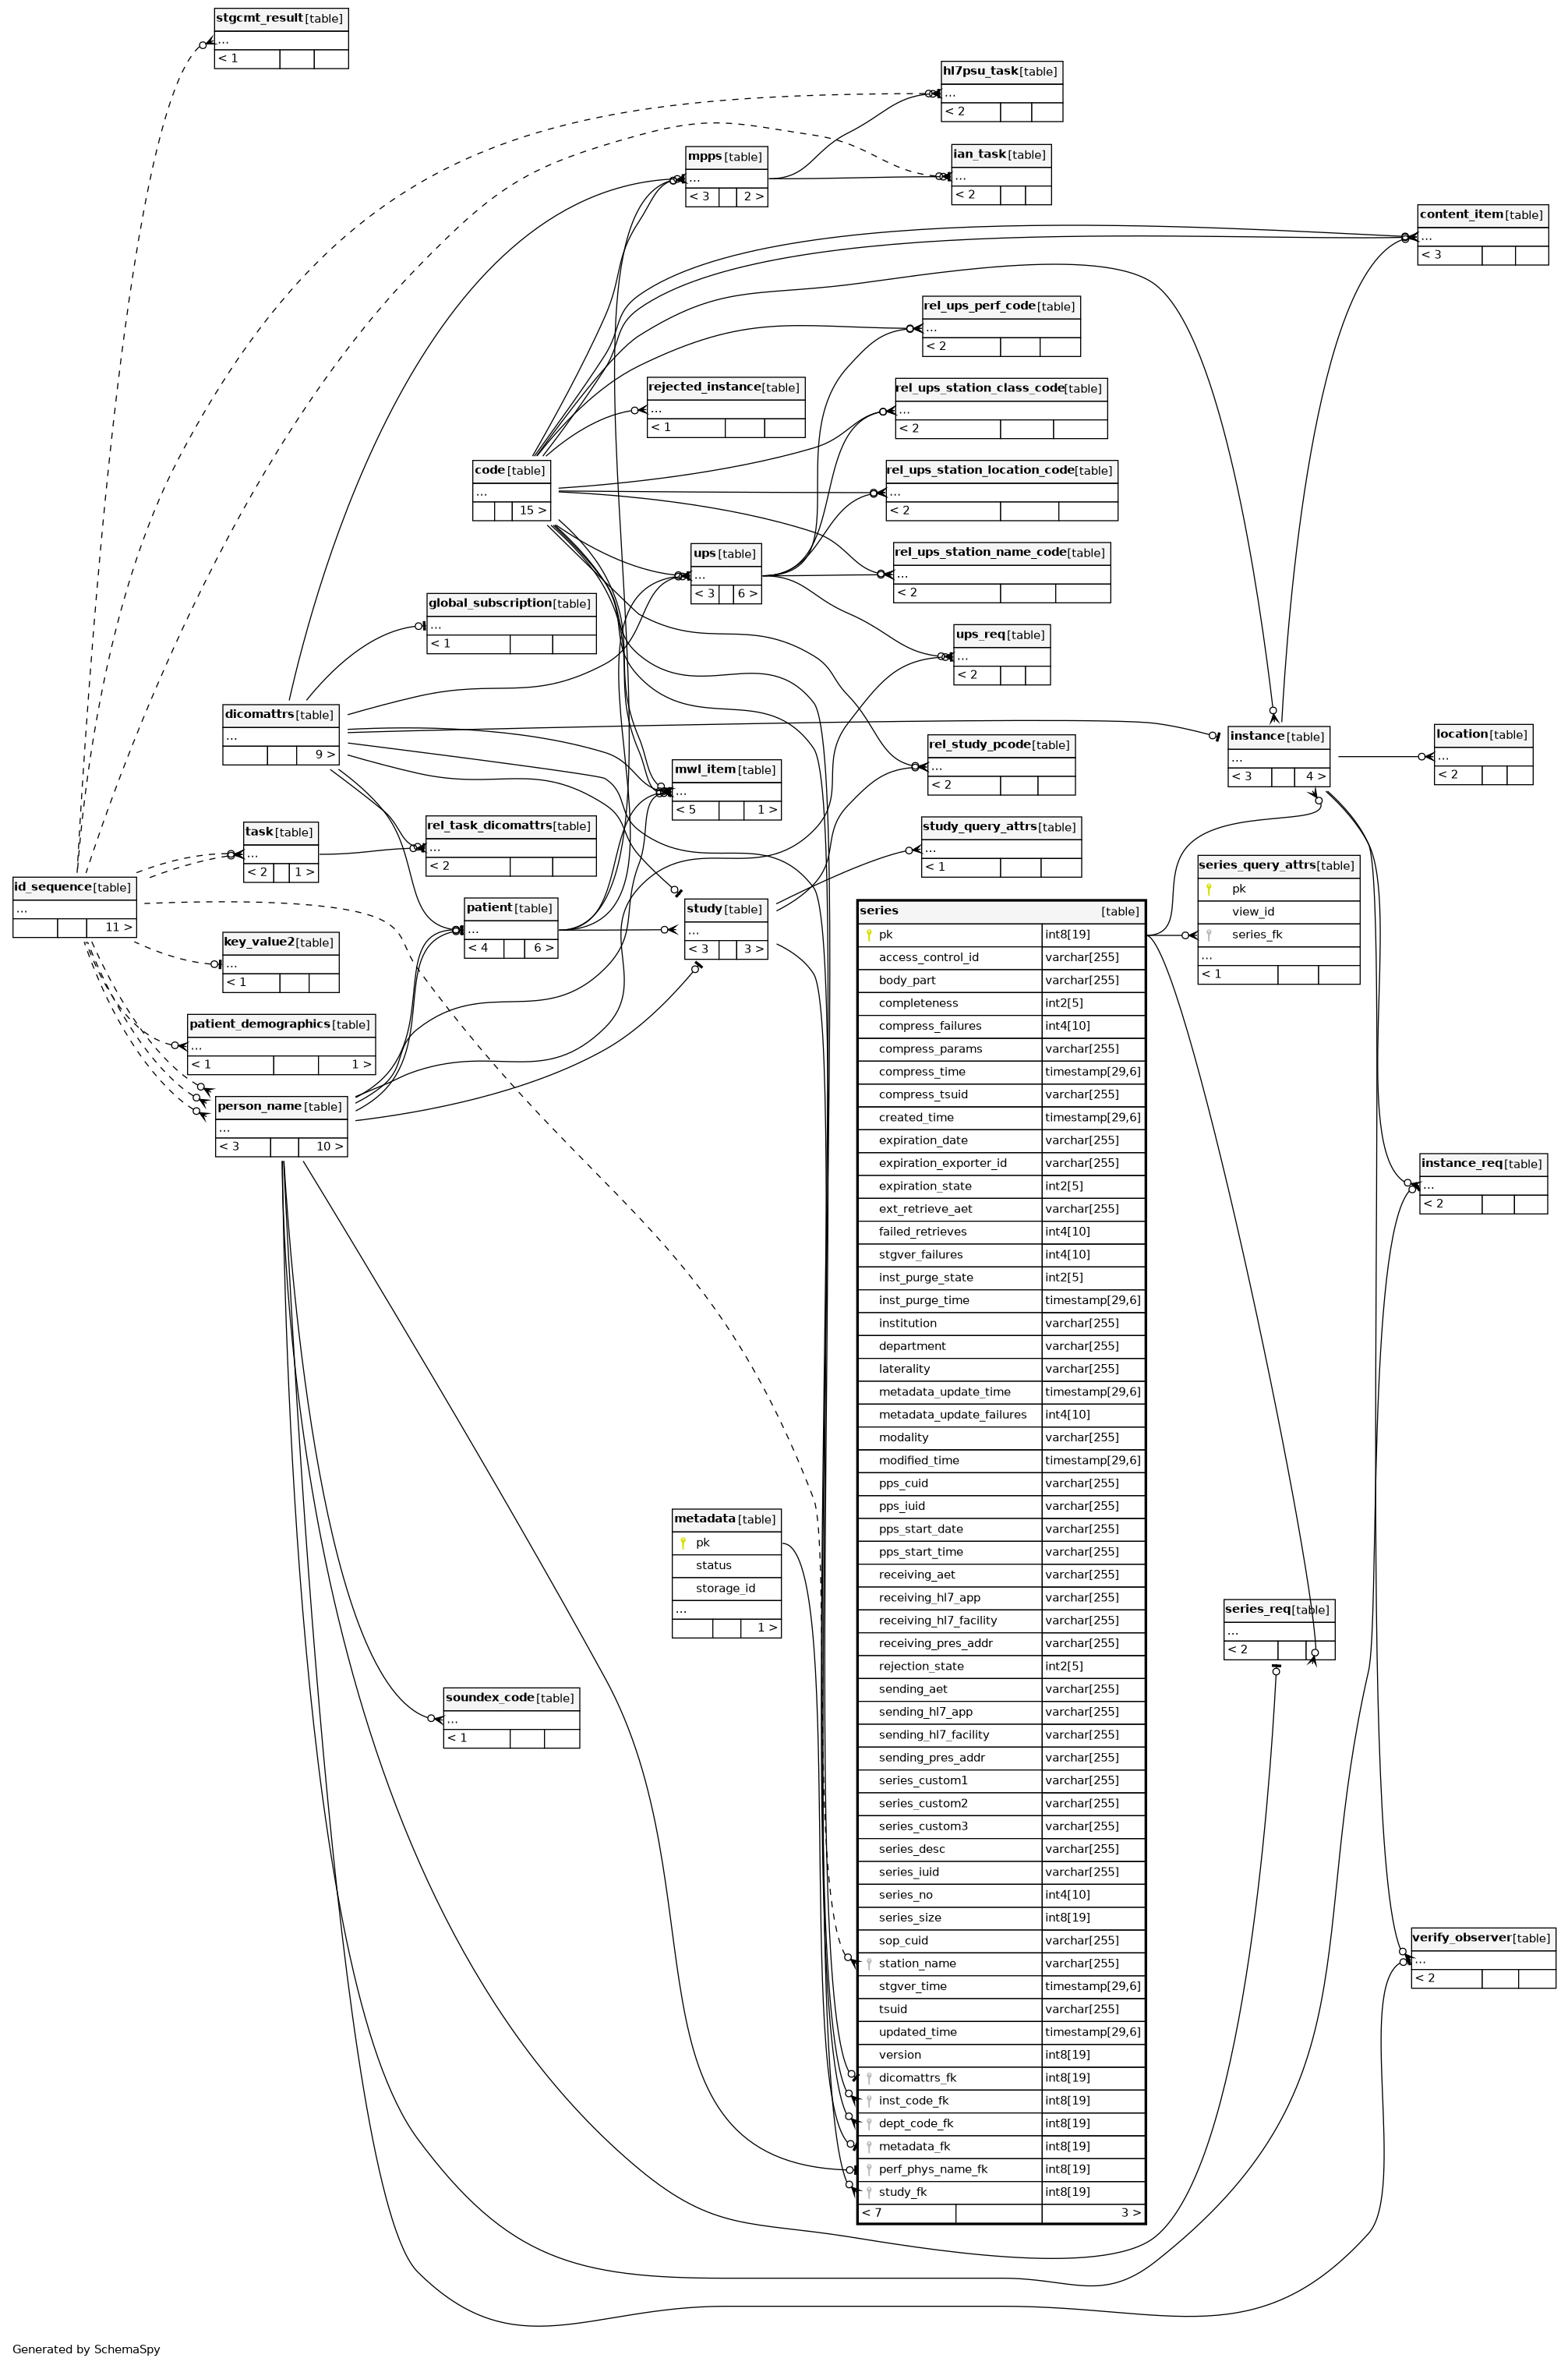 stgcmt_result [table]
...
< 1
hl7psu_task [table]
...
< 2
mpps [table]
...
< 3 2 >
ian_task [table]
...
< 2
content_item [table]
...
< 3
rel_ups_perf_code [table]
...
< 2
rejected_instance [table]
...
< 1
rel_ups_station_class_code [table]
...
< 2
code [table]
...
15 >
rel_ups_station_location_code [table]
...
< 2
ups [table]
...
< 3 6 >
rel_ups_station_name_code [table]
...
< 2
global_subscription [table]
...
< 1
ups_req [table]
...
< 2
dicomattrs [table]
...
9 >
instance [table]
...
< 3 4 >
location [table]
...
< 2
rel_study_pcode [table]
...
< 2
mwl_item [table]
...
< 5 1 >
task [table]
...
< 2 1 >
rel_task_dicomattrs [table]
...
< 2
study_query_attrs [table]
...
< 1
series_query_attrs [table]
pk
view_id
series_fk
...
< 1
id_sequence [table]
...
11 >
patient [table]
...
< 4 6 >
study [table]
...
< 3 3 >
key_value2 [table]
...
< 1
patient_demographics [table]
...
< 1 1 >
person_name [table]
...
< 3 10 >
series [table]
pk int8[19]
access_control_id varchar[255]
body_part varchar[255]
completeness int2[5]
compress_failures int4[10]
compress_params varchar[255]
compress_time timestamp[29,6]
compress_tsuid varchar[255]
created_time timestamp[29,6]
expiration_date varchar[255]
expiration_exporter_id varchar[255]
expiration_state int2[5]
ext_retrieve_aet varchar[255]
failed_retrieves int4[10]
stgver_failures int4[10]
inst_purge_state int2[5]
inst_purge_time timestamp[29,6]
institution varchar[255]
department varchar[255]
laterality varchar[255]
metadata_update_time timestamp[29,6]
metadata_update_failures int4[10]
modality varchar[255]
modified_time timestamp[29,6]
pps_cuid varchar[255]
pps_iuid varchar[255]
pps_start_date varchar[255]
pps_start_time varchar[255]
receiving_aet varchar[255]
receiving_hl7_app varchar[255]
receiving_hl7_facility varchar[255]
receiving_pres_addr varchar[255]
rejection_state int2[5]
sending_aet varchar[255]
sending_hl7_app varchar[255]
sending_hl7_facility varchar[255]
sending_pres_addr varchar[255]
series_custom1 varchar[255]
series_custom2 varchar[255]
series_custom3 varchar[255]
series_desc varchar[255]
series_iuid varchar[255]
series_no int4[10]
series_size int8[19]
sop_cuid varchar[255]
station_name varchar[255]
stgver_time timestamp[29,6]
tsuid varchar[255]
updated_time timestamp[29,6]
version int8[19]
dicomattrs_fk int8[19]
inst_code_fk int8[19]
dept_code_fk int8[19]
metadata_fk int8[19]
perf_phys_name_fk int8[19]
study_fk int8[19]
< 7 3 >
instance_req [table]
...
< 2
metadata [table]
pk
status
storage_id
...
1 >
series_req [table]
...
< 2
soundex_code [table]
...
< 1
verify_observer [table]
...
< 2
Generated by SchemaSpy